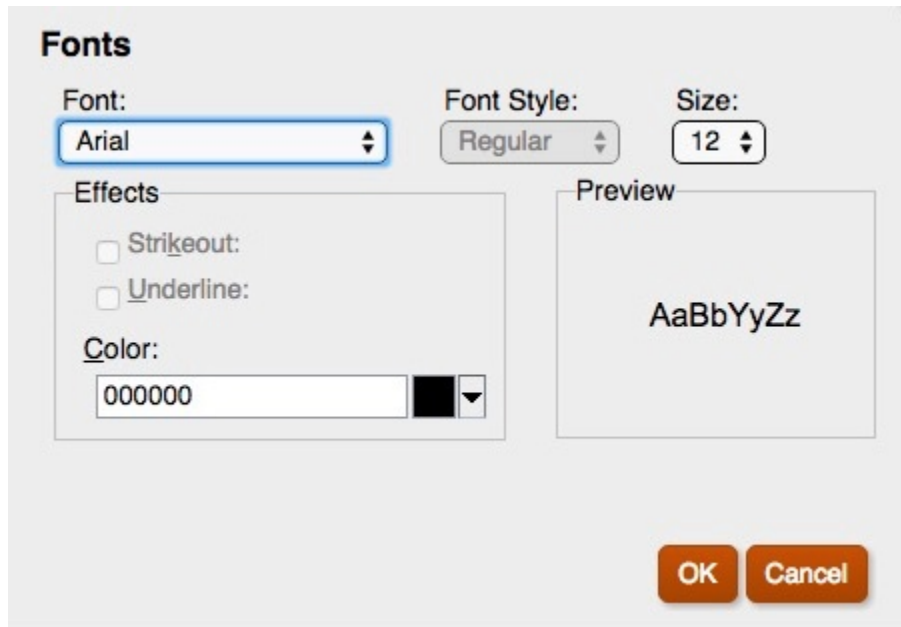 Fonts
Font: Font Style: Size:
Arial Regular 12
Effects Preview
Strikeout:
Underline:
AaBbYyZz
Color:
000000
OK Cancel